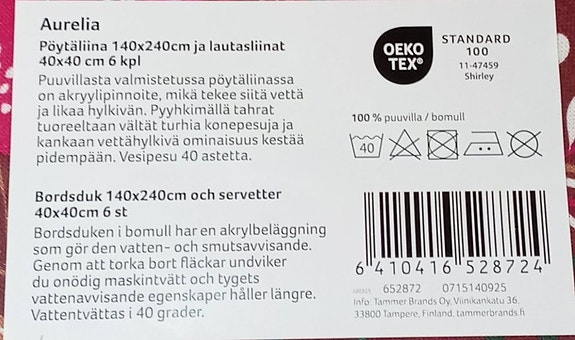 Aurelia
Pöytäliina 140x240cm ja lautasliinat
40x40 cm 6 kpl
Puuvillasta valmistetussa pöytäliinassa
on akryylipinnoite, mikä tekee siitä vettä
ja likaa hylkivän. Pyyhkimällä tahrat
tuoreeltaan vältät turhia konepesuja ja
kankaan vettähylkivä ominaisuus kestää
pidempään. Vesipesu 40 astetta.
Bordsduk 140x240cm och servetter
40x40cm 6 st
Bordsduken i bomull har en akrylbeläggning
som gör den vatten- och smutsavvisande.
Genom att torka bort fläckar undviker
du onödig maskintvätt och tygets
vattenavvisande egenskaper håller längre.
Vattentvättas i 40 grader.
OEKO
TEX®
STANDARD
100
11-47459
Shirley
100 % puuvilla / bomull
40
6 410416 528724
652872 0715140925
Info: Tammer Brands Oy, Viinikankatu 36,
33800 Tampere, Finland, tammerbrands.fi